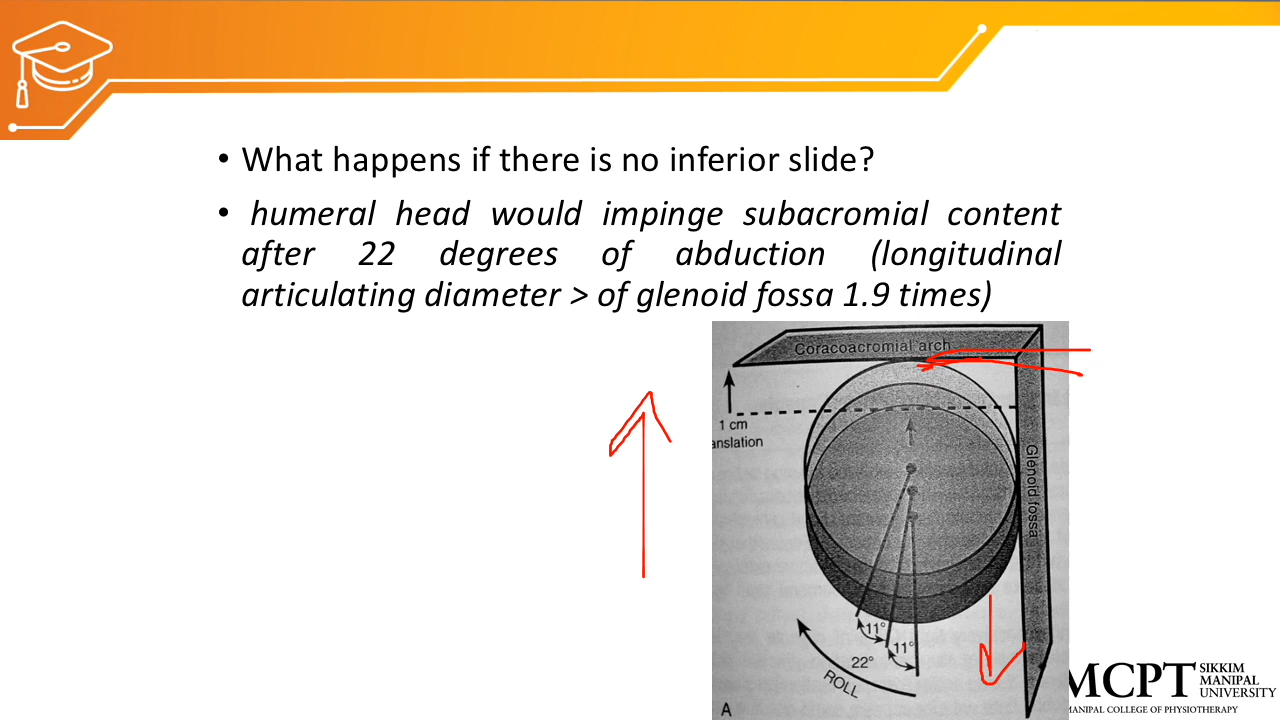 • What happens if there is no inferior slide?
• humeral head would impinge subacromial content
after 22 degrees of abduction (longitudinal
articulating diameter > of glenoid fossa 1.9 times)
Coracoacromial arch
1 cm
anslation
Glenoid fossa
11°
11°
22°
ROLL
A
MCPT
SIKKIM
MANIPAL
UNIVERSITY
MANIPAL COLLEGE OF PHYSIOTHERAPY